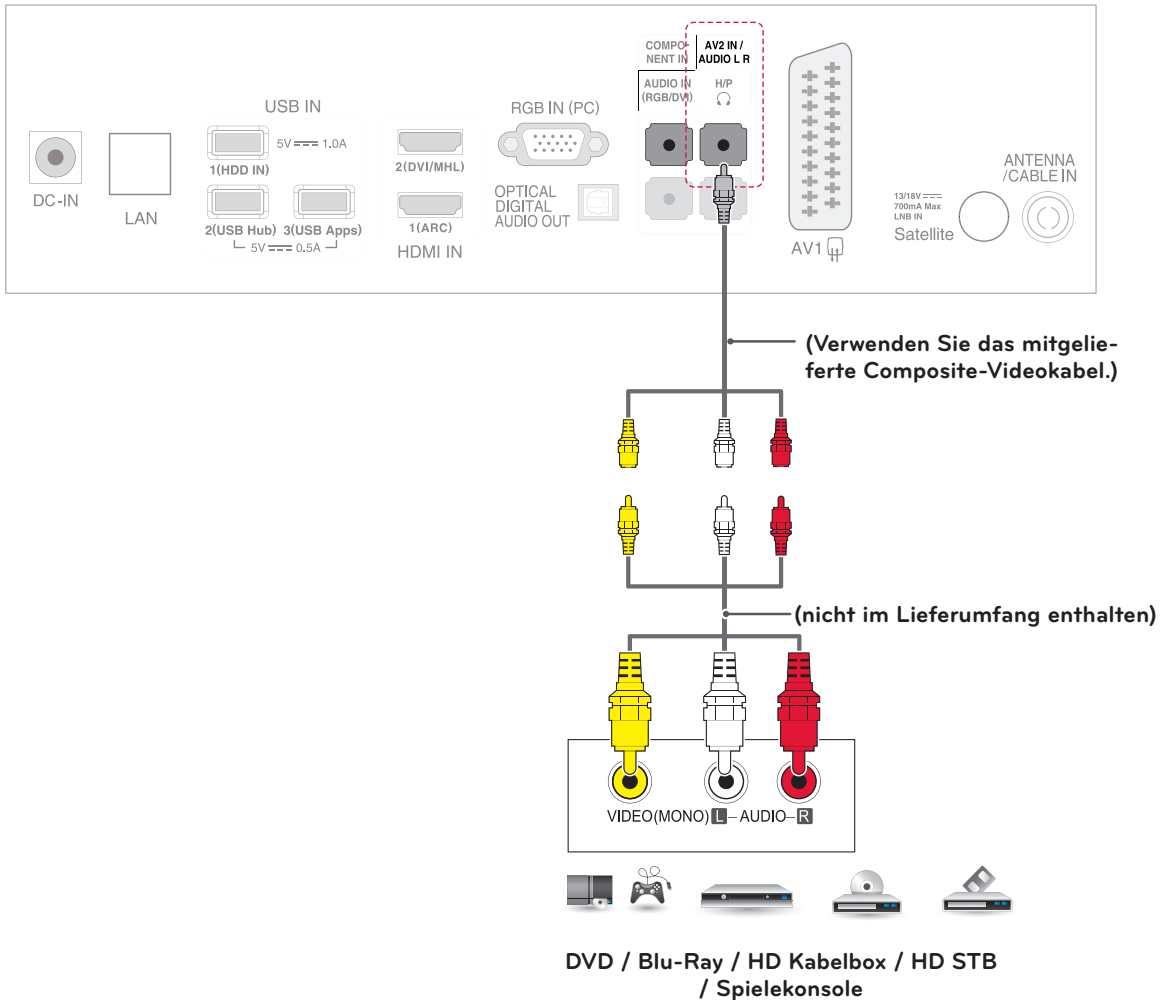 COMPO-
NENT IN
AV2 IN /
AUDIO L R
AUDIO IN
(RGB/DVI)
H/P
USB IN
5V 1.0A
1(HDD IN)
2(USB Hub) 3(USB Apps)
5V 0.5A
DC-IN
LAN
2(DVI/MHL)
1(ARC)
HDMI IN
RGB IN (PC)
OPTICAL
DIGITAL
AUDIO OUT
AV1
13/18V
700mA Max
LNB IN
Satellite
ANTENNA
/CABLE IN
(Verwenden Sie das mitgelie-
ferte Composite-Videokabel.)
(nicht im Lieferumfang enthalten)
VIDEO(MONO) L – AUDIO– R
DVD / Blu-Ray / HD Kabelbox / HD STB
/ Spielekonsole